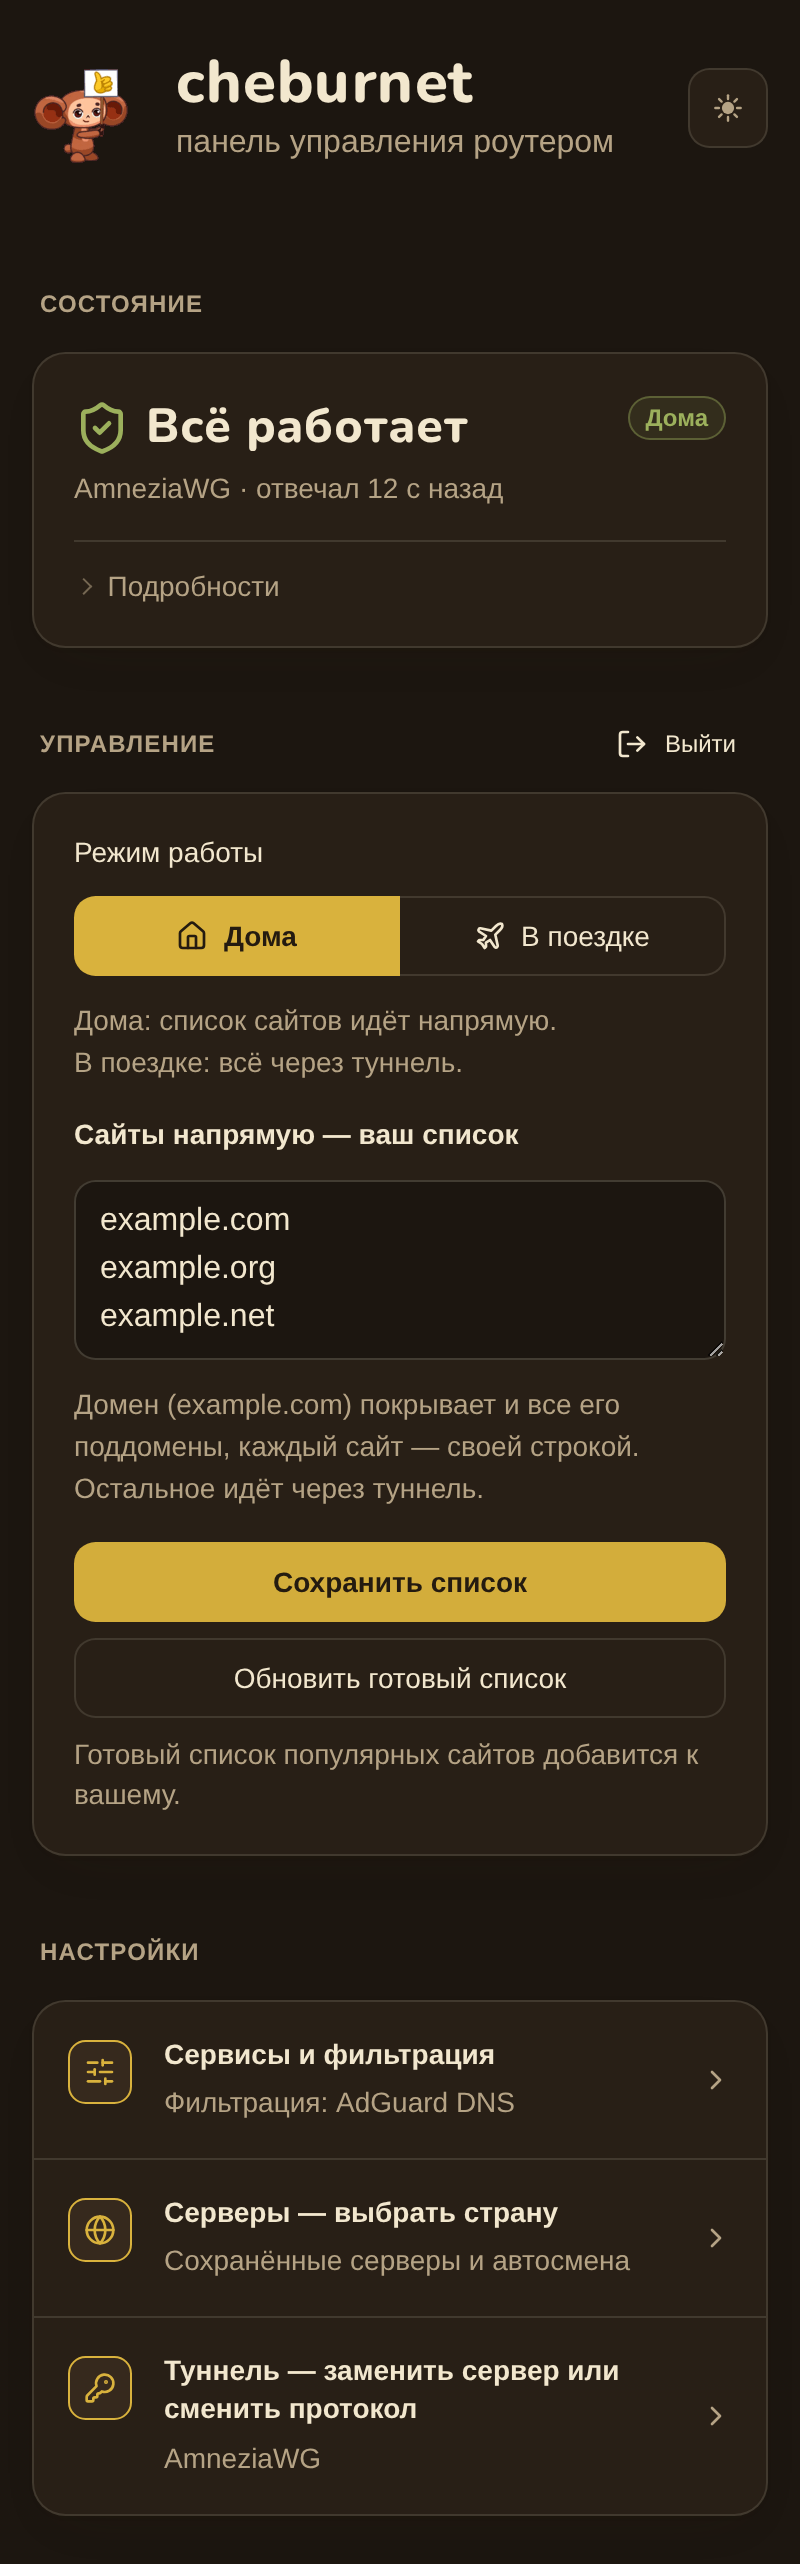 cheburnet
панель управления роутером
СОСТОЯНИЕ
Всё работает
Дома
AmneziaWG · отвечал 12 с назад
Подробности
УПРАВЛЕНИЕ
Выйти
Режим работы
Дома
В поездке
Дома: список сайтов идёт напрямую.
В поездке: всё через туннель.
Сайты напрямую — ваш список
example.com
example.org
example.net
Домен (example.com) покрывает и все его
поддомены, каждый сайт — своей строкой.
Остальное идёт через туннель.
Сохранить список
Обновить готовый список
Готовый список популярных сайтов добавится к
вашему.
НАСТРОЙКИ
Сервисы и фильтрация
Фильтрация: AdGuard DNS
Серверы — выбрать страну
Сохранённые серверы и автосмена
Туннель — заменить сервер или
сменить протокол
AmneziaWG